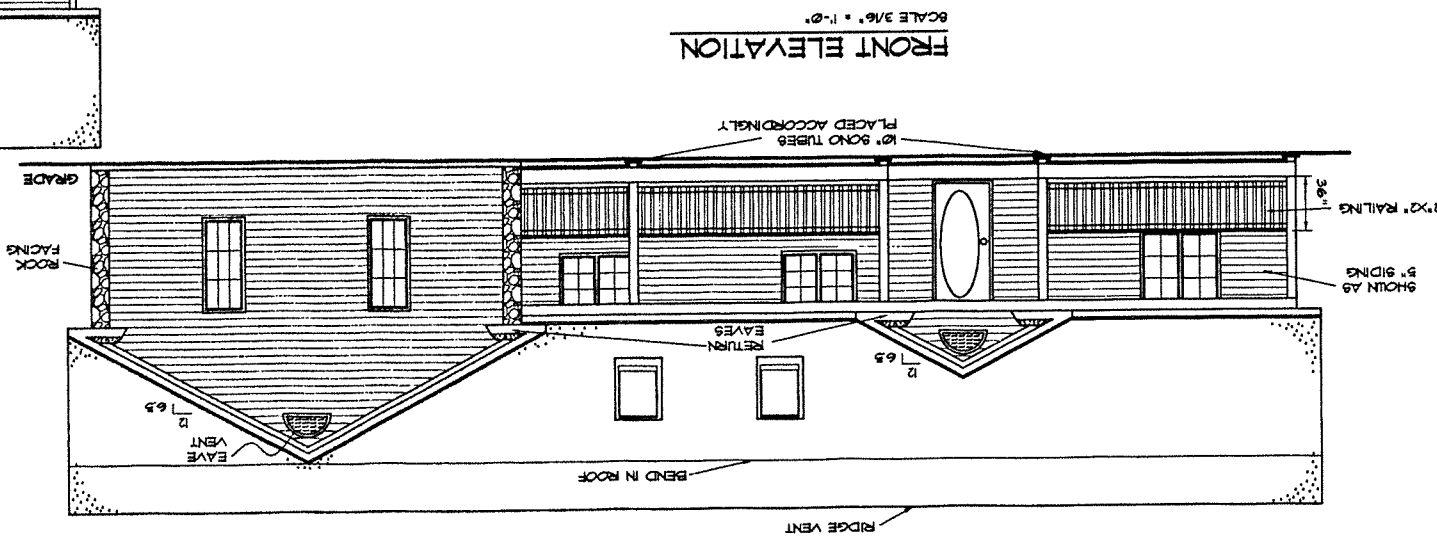 RIDGE VENT
BEND IN ROOF
EAVE
VENT
12
6.5
12
6.5
RETURN
EAVES
SHOWN AS
5" SIDING
ROCK
FACING
2"X2" RAILING
36"
GRADE
10" SONO TUBES
PLACED ACCORDINGLY
FRONT ELEVATION
SCALE 3/16" = 1'-0"